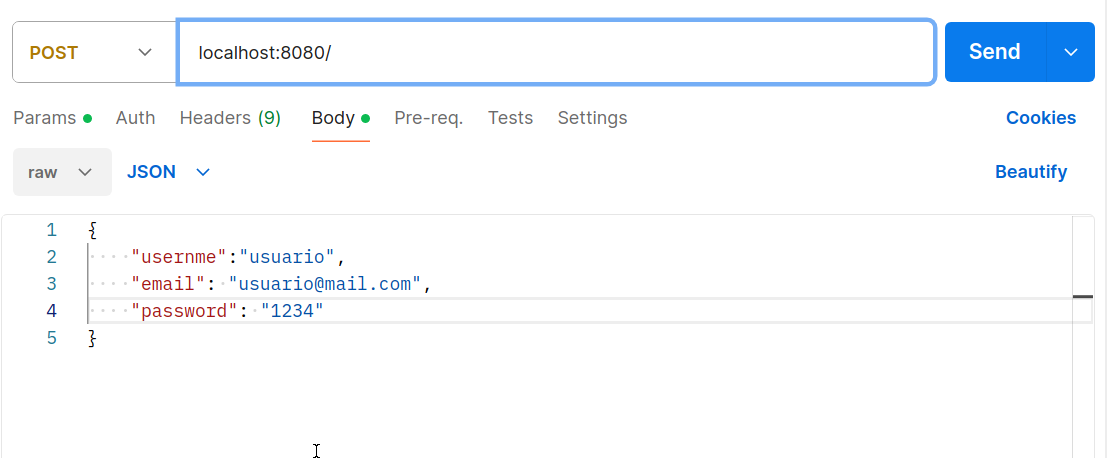 POST localhost:8080/ Send
Params Auth Headers (9) Body Pre-req. Tests Settings Cookies
raw JSON Beautify
1 {
2 "usernme":"usuario",
3 "email": "usuario@mail.com",
4 "password": "1234"
5 }